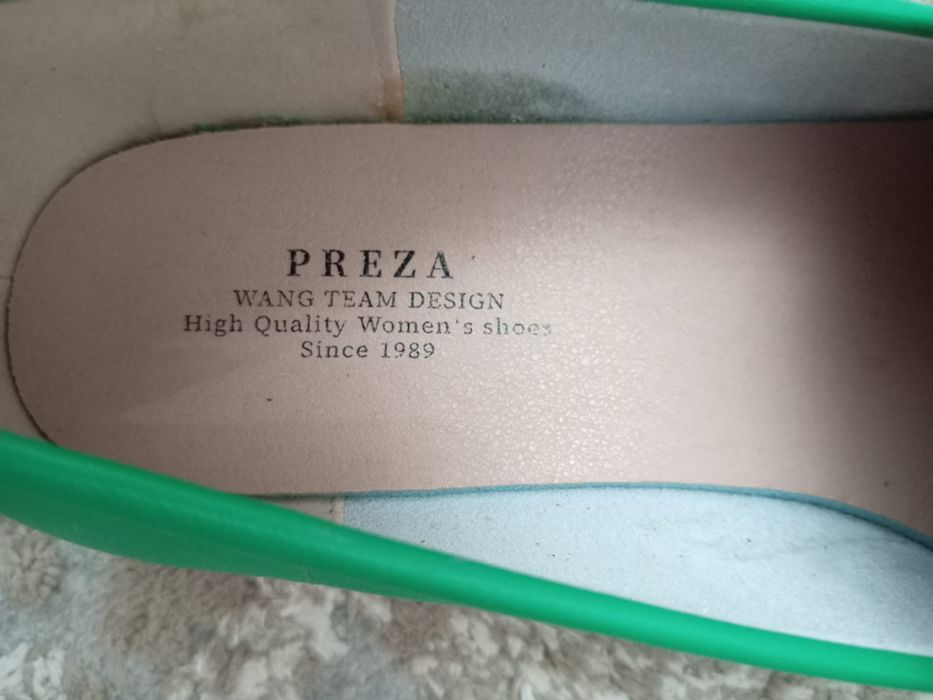 PREZA
WANG TEAM DESIGN
High Quality Women's shoes
Since 1989